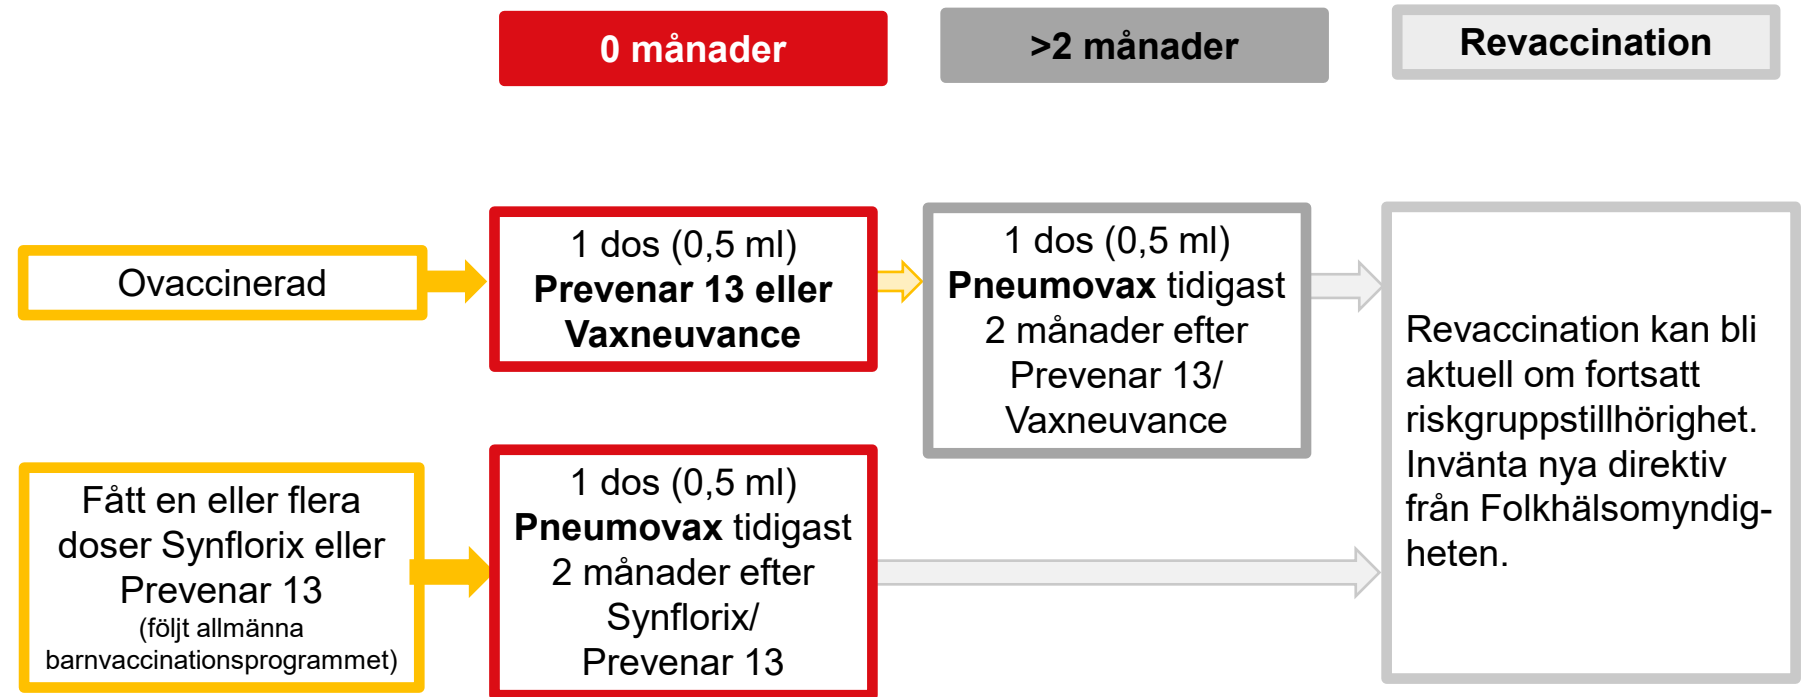 0 månader
>2 månader
Revaccination
Ovaccinerad
1 dos (0,5 ml)
Prevenar 13 eller
Vaxneuvance
1 dos (0,5 ml)
Pneumovax tidigast
2 månader efter
Prevenar 13/
Vaxneuvance
Fått en eller flera
doser Synflorix eller
Prevenar 13
(följt allmänna
barnvaccinationsprogrammet)
1 dos (0,5 ml)
Pneumovax tidigast
2 månader efter
Synflorix/
Prevenar 13
Revaccination kan bli
aktuell om fortsatt
riskgruppstillhörighet.
Invänta nya direktiv
från Folkhälsomyndig-
heten.